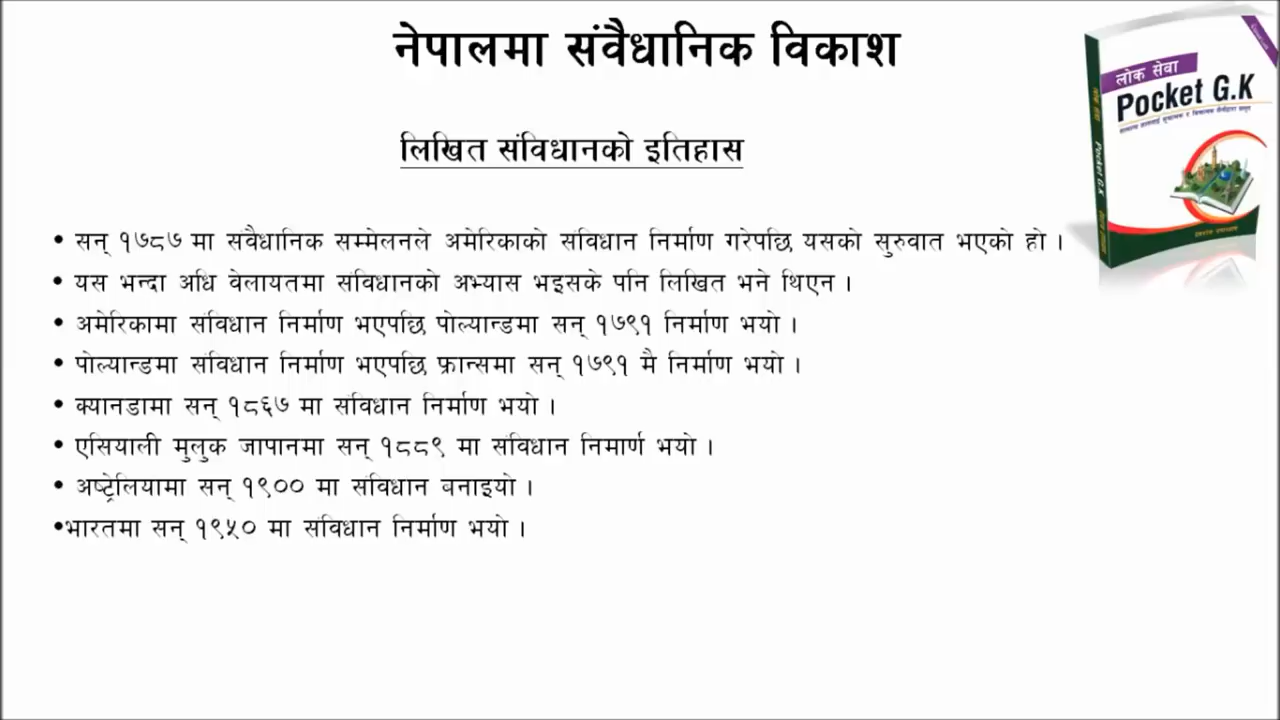 नेपालमा संवैधानिक विकाश
लोक सेवा
Pocket G.K
लिखित संविधानको इतिहास
• सन् १७८७ मा संवैधानिक सम्मेलनले अमेरिकाको संविधान निर्माण गरेपछि यसको सुरुवात भएको हो ।
• यस भन्दा अघि वेलायतमा संविधानको अभ्यास भइसके पनि लिखित भने थिएन ।
• अमेरिकामा संविधान निर्माण भएपछि पोल्यान्डमा सन् १७९१ निर्माण भयो ।
• पोल्यान्डमा संविधान निर्माण भएपछि फ्रान्समा सन् १७९१ मै निर्माण भयो ।
• क्यानडामा सन् १८६७ मा संविधान निर्माण भयो ।
• एसियाली मुलुक जापानमा सन् १८८९ मा संविधान निमार्ण भयो ।
• अष्ट्रेलियामा सन् १९०० मा संविधान बनाइयो ।
•भारतमा सन् १९५० मा संविधान निर्माण भयो ।
Pocket G.K